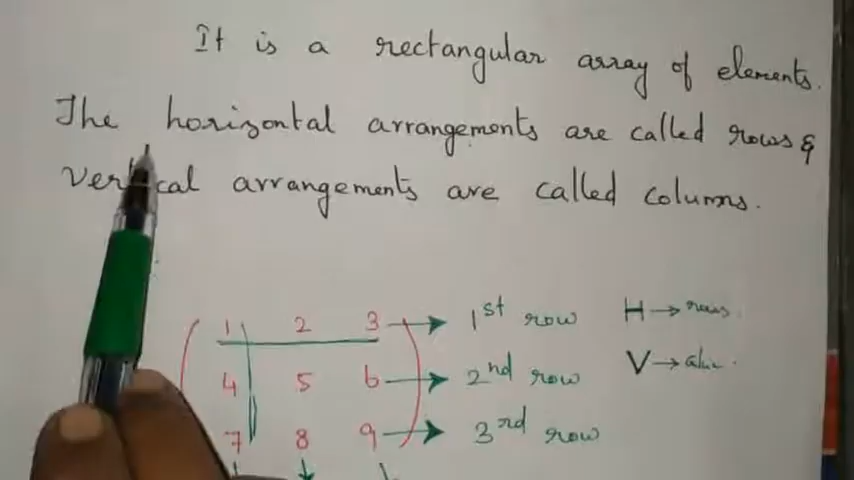 It is a rectangular array of elements.
The horizontal arrangements are called rows &
vertical arrangements are called columns.
1 2 3 → 1st row H → rows.
4 5 6 → 2nd row V →
7 8 9 → 3rd row